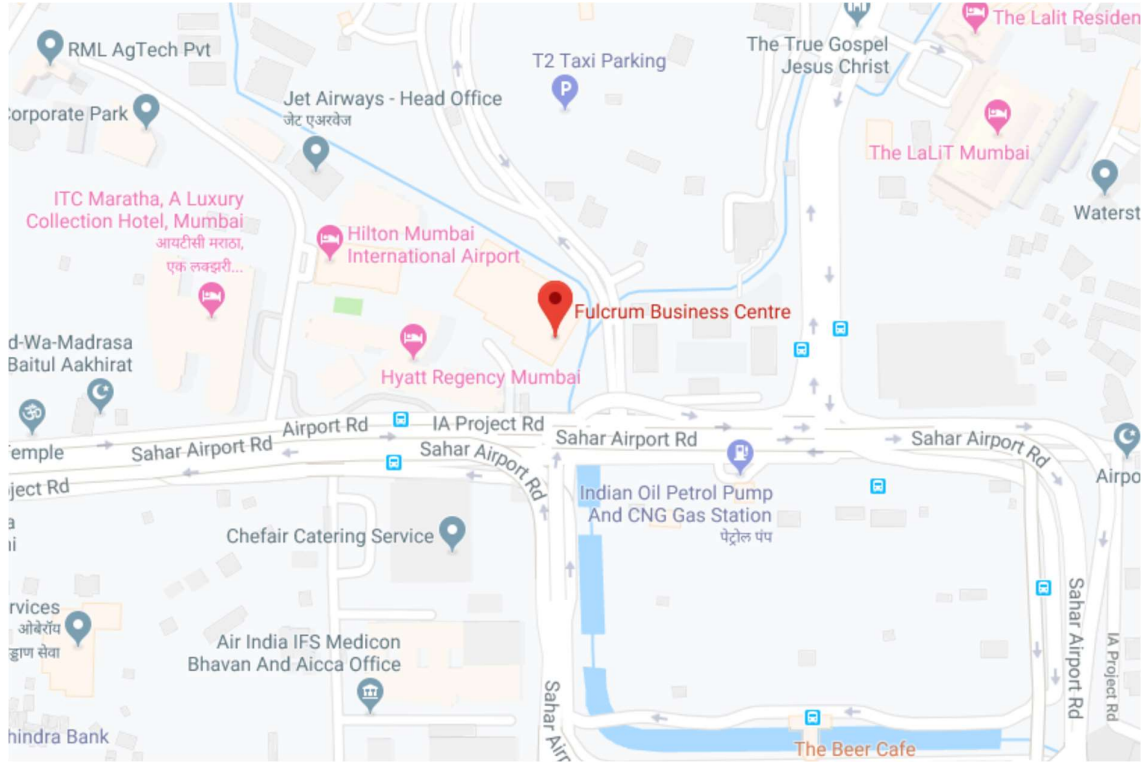 The Lalit Residen
RML AgTech Pvt
The True Gospel
Jesus Christ
T2 Taxi Parking
P
Jet Airways - Head Office
जेट एअरवेज
Corporate Park
The LaLiT Mumbai
ITC Maratha, A Luxury
Collection Hotel, Mumbai
आयटीसी मराठा,
एक लक्झरी...
Waterst
Hilton Mumbai
International Airport
Fulcrum Business Centre
d-Wa-Madrasa
Baitul Aakhirat
Hyatt Regency Mumbai
Airport Rd
IA Project Rd
Sahar Airport Rd
Sahar Airport Rd
Sahar Airport Rd
Sahar Airport Rd
ॐ
emple
ject Rd
Airpo
Indian Oil Petrol Pump
And CNG Gas Station
पेट्रोल पंप
Chefair Catering Service
a
ni
rvices
ओबेरॉय
ड्डाण सेवा
Air India IFS Medicon
Bhavan And Aicca Office
Sahar Airport Rd
IA Project Rd
Sahar Air
hindra Bank
The Beer Cafe